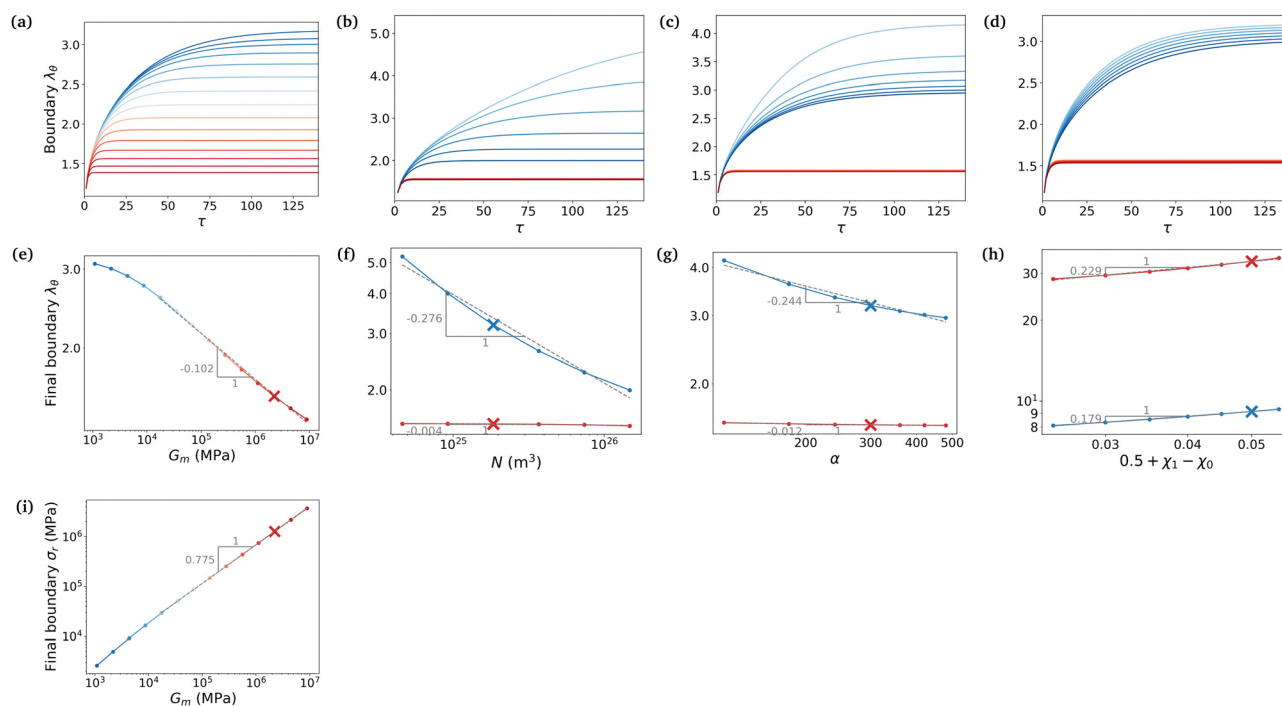 (a)
(b)
(c)
(d)
Boundary λθ
3.0
2.5
2.0
1.5
0 25 50 75 100 125
τ
5.0
4.0
3.0
2.0
0 25 50 75 100 125
τ
4.0
3.5
3.0
2.5
2.0
1.5
0 25 50 75 100 125
τ
3.0
2.5
2.0
1.5
0 25 50 75 100 125
τ
(e)
(f)
(g)
(h)
Final boundary λθ
3.0
2.0
-0.102
1
10³ 10⁴ 10⁵ 10⁶ 10⁷
Gm (MPa)
5.0
4.0
3.0
2.0
-0.276
1
-0.004
1
10²⁵ 10²⁶
N (m³)
4.0
3.0
2.0
-0.244
1
-0.012
1
200 300 400 500
α
30
20
10¹
9
8
0.229
1
0.179
1
0.03 0.04 0.05
0.5 + χ1 − χ0
(i)
Final boundary σr (MPa)
10⁶
10⁵
10⁴
0.775
1
10³ 10⁴ 10⁵ 10⁶ 10⁷
Gm (MPa)